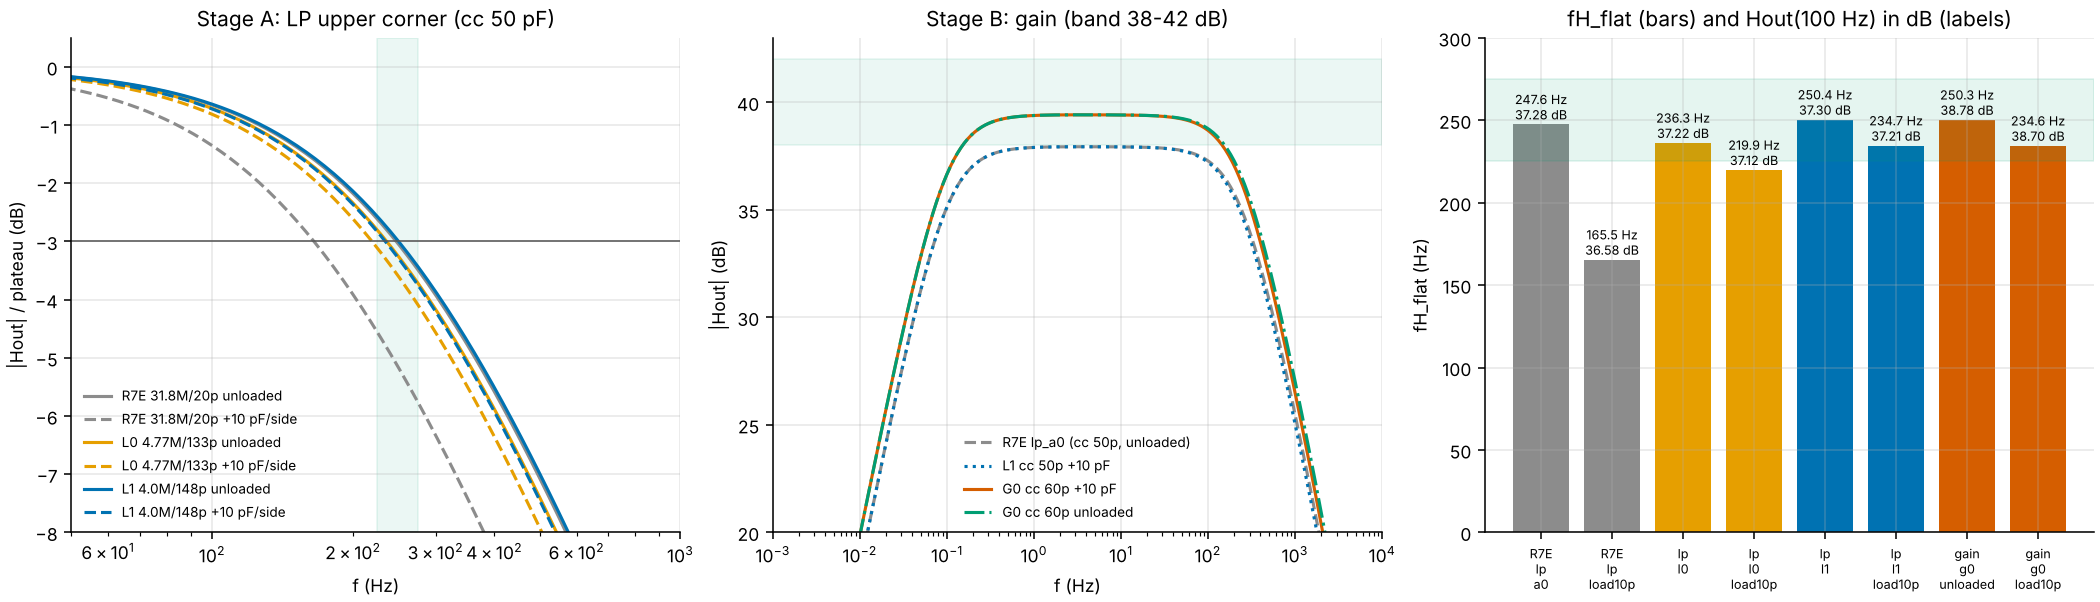 Stage A: LP upper corner (cc 50 pF)
|Hout| / plateau (dB)
0
−1
−2
−3
−4
−5
−6
−7
−8
R7E 31.8M/20p unloaded
R7E 31.8M/20p +10 pF/side
L0 4.77M/133p unloaded
L0 4.77M/133p +10 pF/side
L1 4.0M/148p unloaded
L1 4.0M/148p +10 pF/side
6 × 10¹
10²
2 × 10²
3 × 10²
4 × 10²
6 × 10²
10³
f (Hz)
Stage B: gain (band 38-42 dB)
|Hout| (dB)
40
35
30
25
20
R7E lp_a0 (cc 50p, unloaded)
L1 cc 50p +10 pF
G0 cc 60p +10 pF
G0 cc 60p unloaded
10⁻³
10⁻²
10⁻¹
10⁰
10¹
10²
10³
10⁴
f (Hz)
fH_flat (bars) and Hout(100 Hz) in dB (labels)
fH_flat (Hz)
300
250
200
150
100
50
0
247.6 Hz
37.28 dB
165.5 Hz
36.58 dB
236.3 Hz
37.22 dB
219.9 Hz
37.12 dB
250.4 Hz
37.30 dB
234.7 Hz
37.21 dB
250.3 Hz
38.78 dB
234.6 Hz
38.70 dB
R7E
lp
a0
R7E
lp
load10p
lp
l0
lp
l0
load10p
lp
l1
lp
l1
load10p
gain
g0
unloaded
gain
g0
load10p